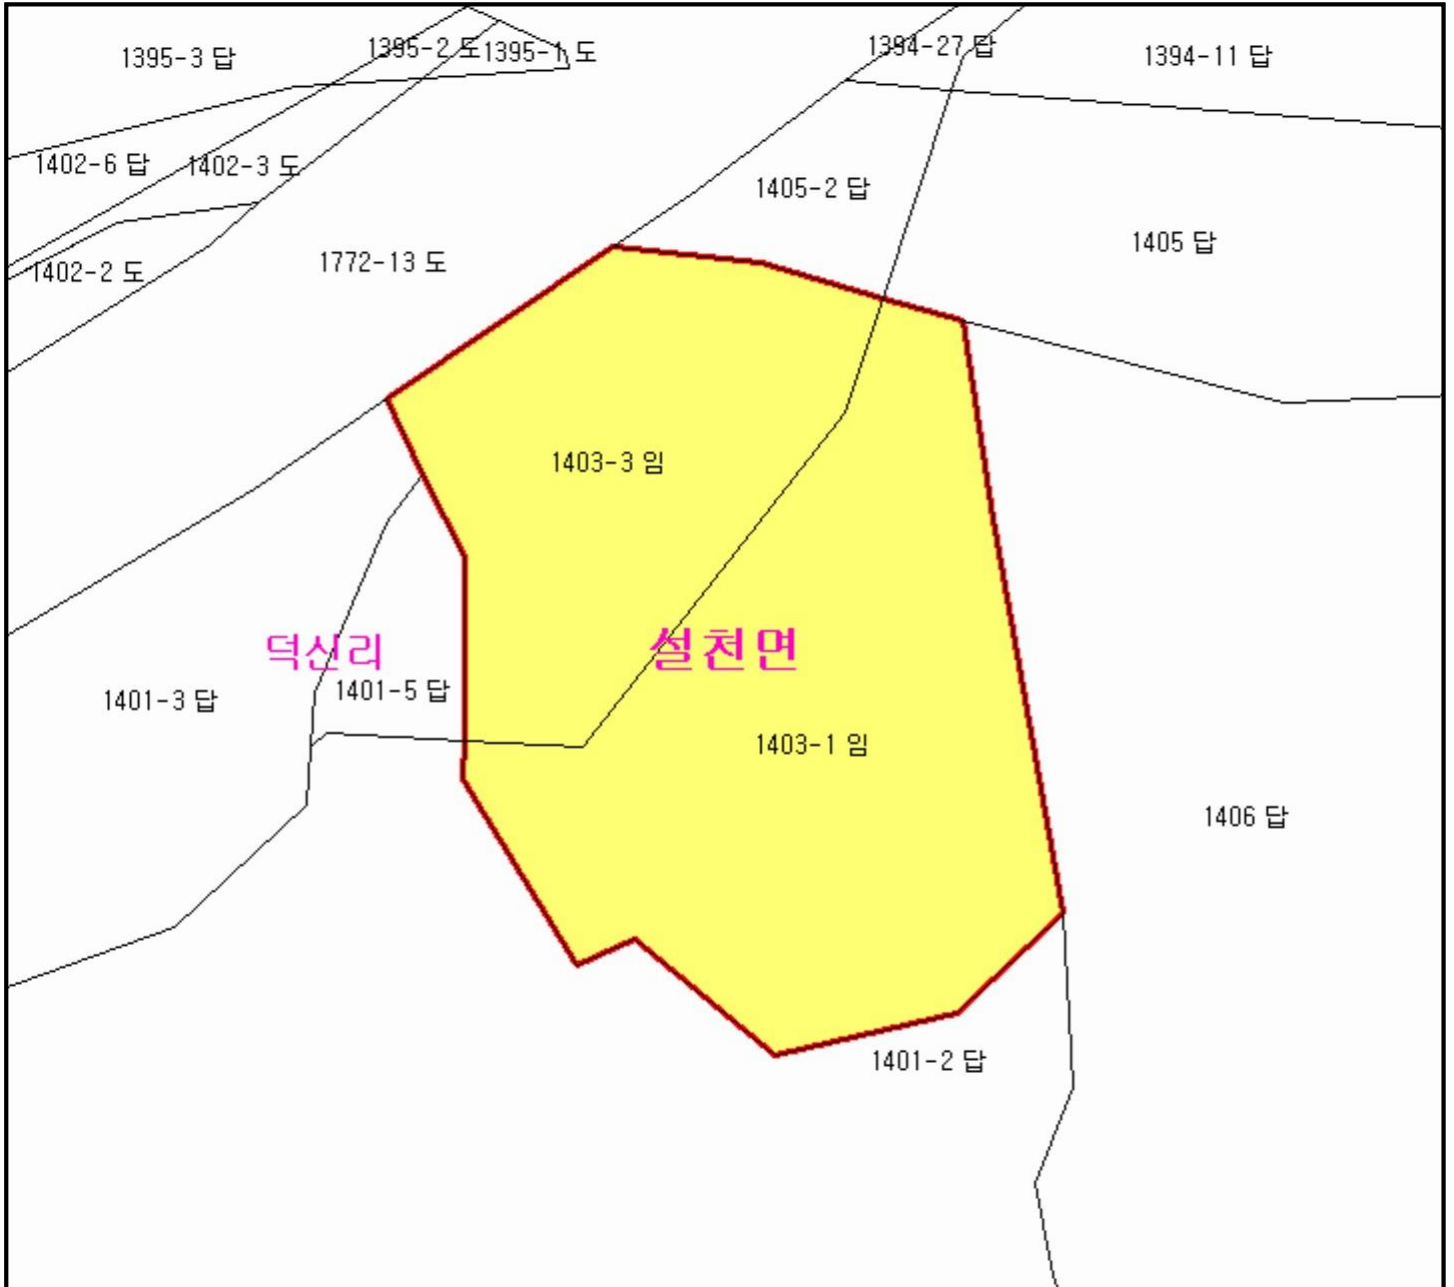 1395-3 답
1395-2 도
1395-1 도
1394-27 답
1394-11 답
1402-6 답
1402-3 도
1405-2 답
1405 답
1402-2 도
1772-13 도
1403-3 임
덕신리
설천면
1401-3 답
1401-5 답
1403-1 임
1406 답
1401-2 답